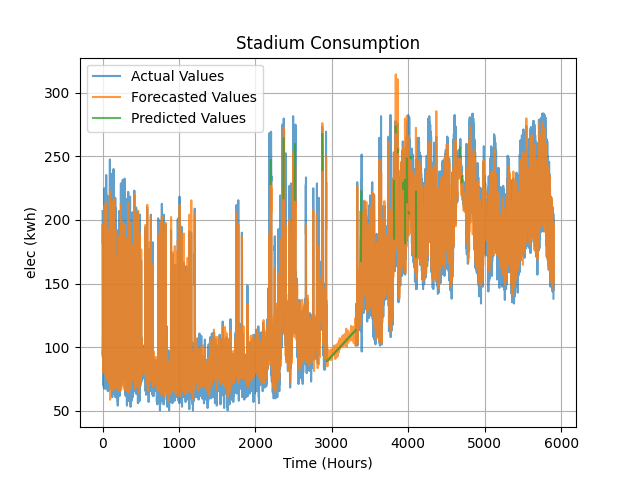 Stadium Consumption
Actual Values
Forecasted Values
Predicted Values
elec (kwh)
300
250
200
150
100
50
0
1000
2000
3000
4000
5000
6000
Time (Hours)